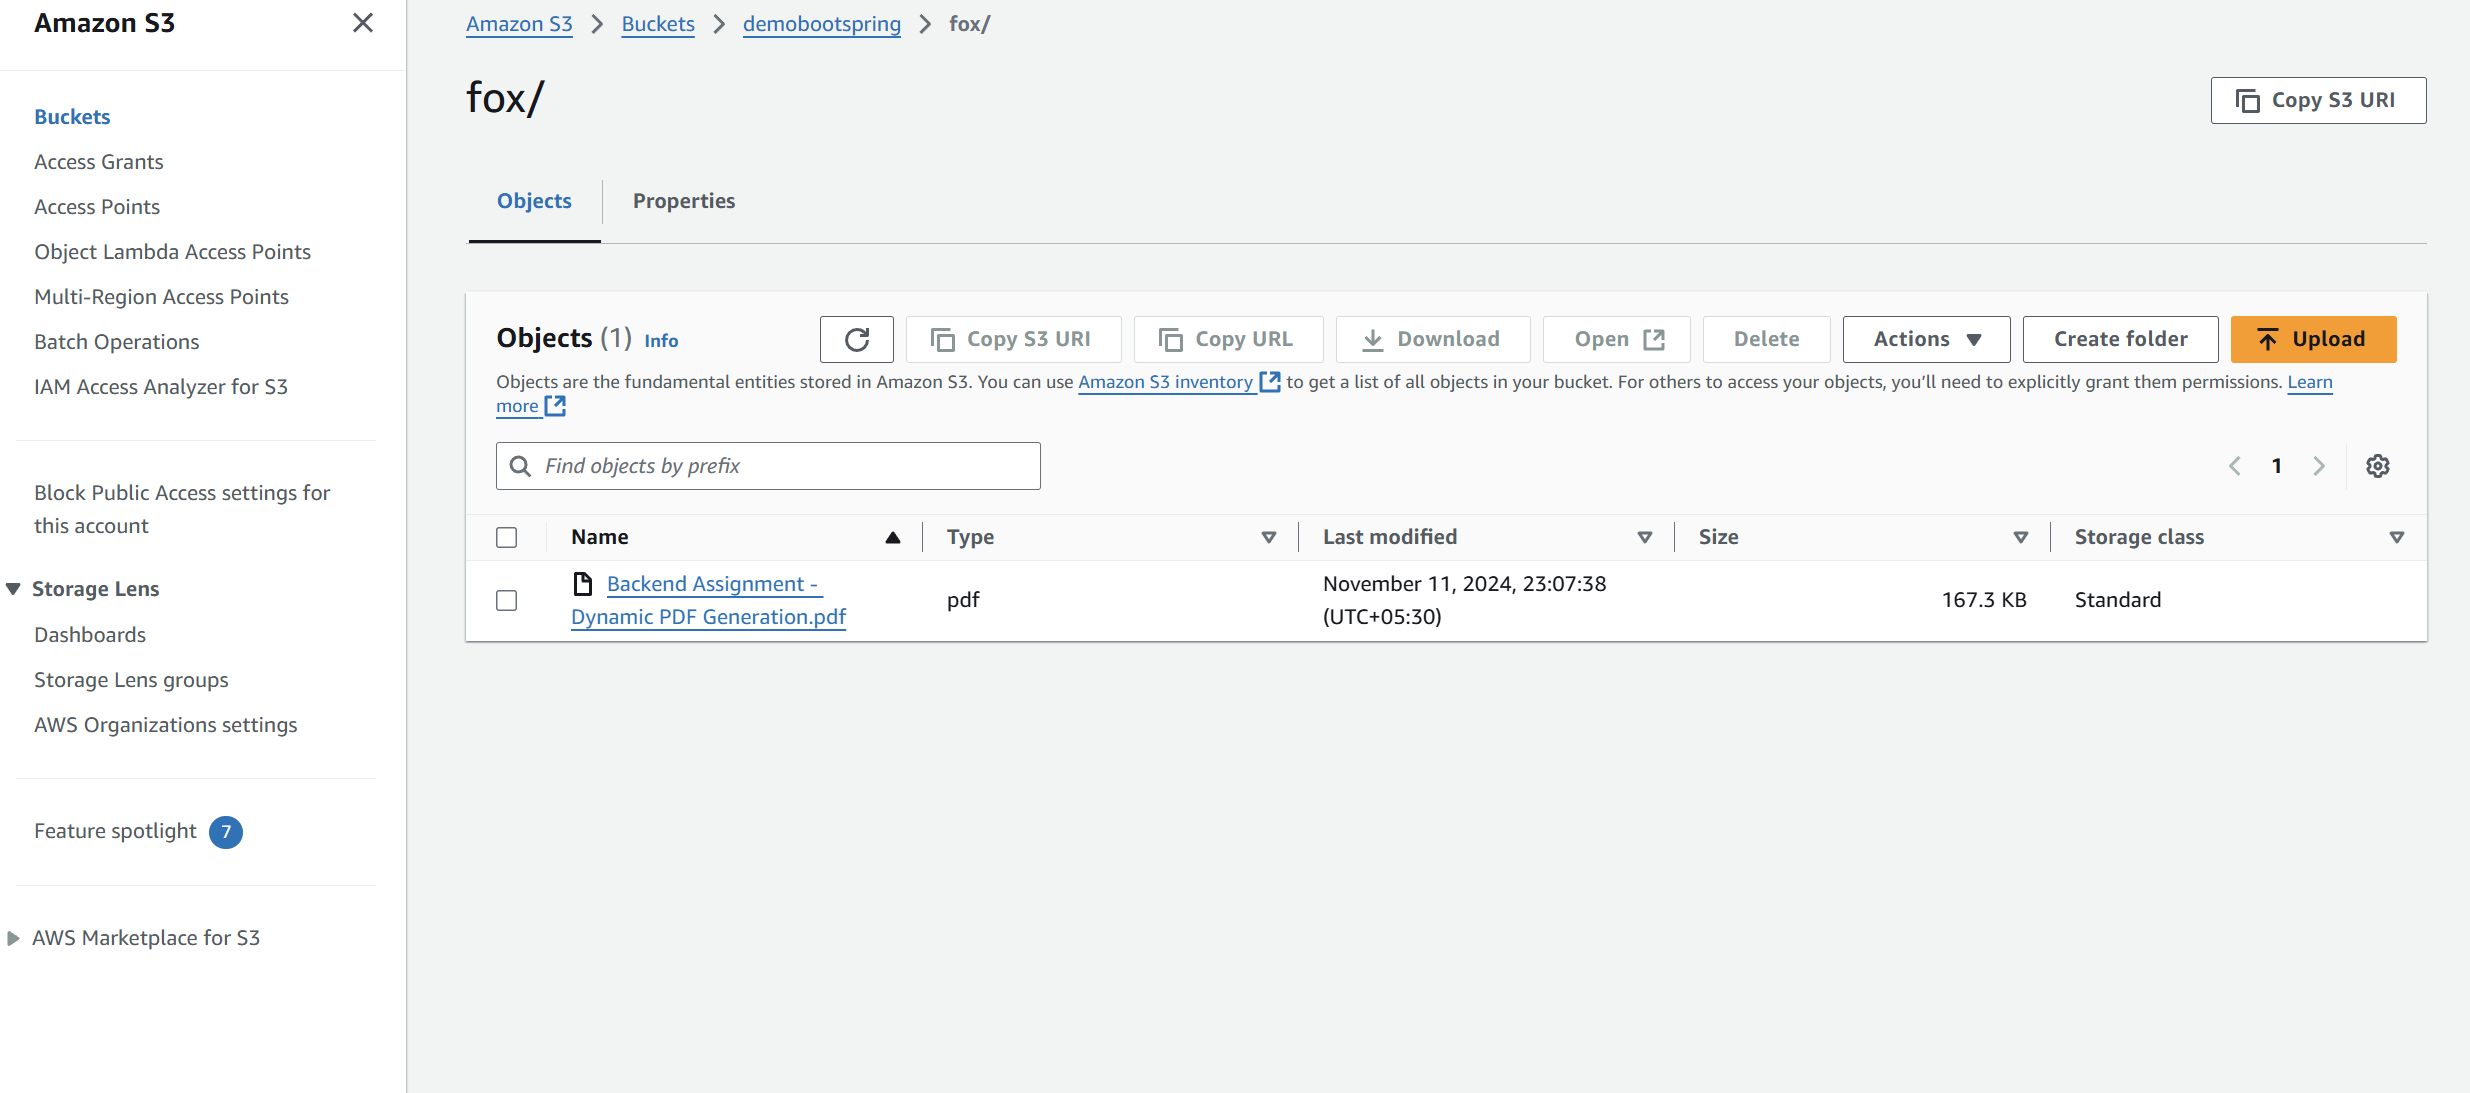 Amazon S3
Buckets
Access Grants
Access Points
Object Lambda Access Points
Multi-Region Access Points
Batch Operations
IAM Access Analyzer for S3
Block Public Access settings for
this account
Storage Lens
Dashboards
Storage Lens groups
AWS Organizations settings
Feature spotlight 7
AWS Marketplace for S3
Amazon S3 Buckets demobootspring fox/
fox/
Copy S3 URI
Objects Properties
Objects (1) Info Copy S3 URI Copy URL Download Open Delete Actions Create folder Upload
Objects are the fundamental entities stored in Amazon S3. You can use Amazon S3 inventory to get a list of all objects in your bucket. For others to access your objects, you’ll need to explicitly grant them permissions. Learn
more
Find objects by prefix
1
Name Type Last modified Size Storage class
Backend Assignment -
Dynamic PDF Generation.pdf
pdf
November 11, 2024, 23:07:38
(UTC+05:30)
167.3 KB
Standard